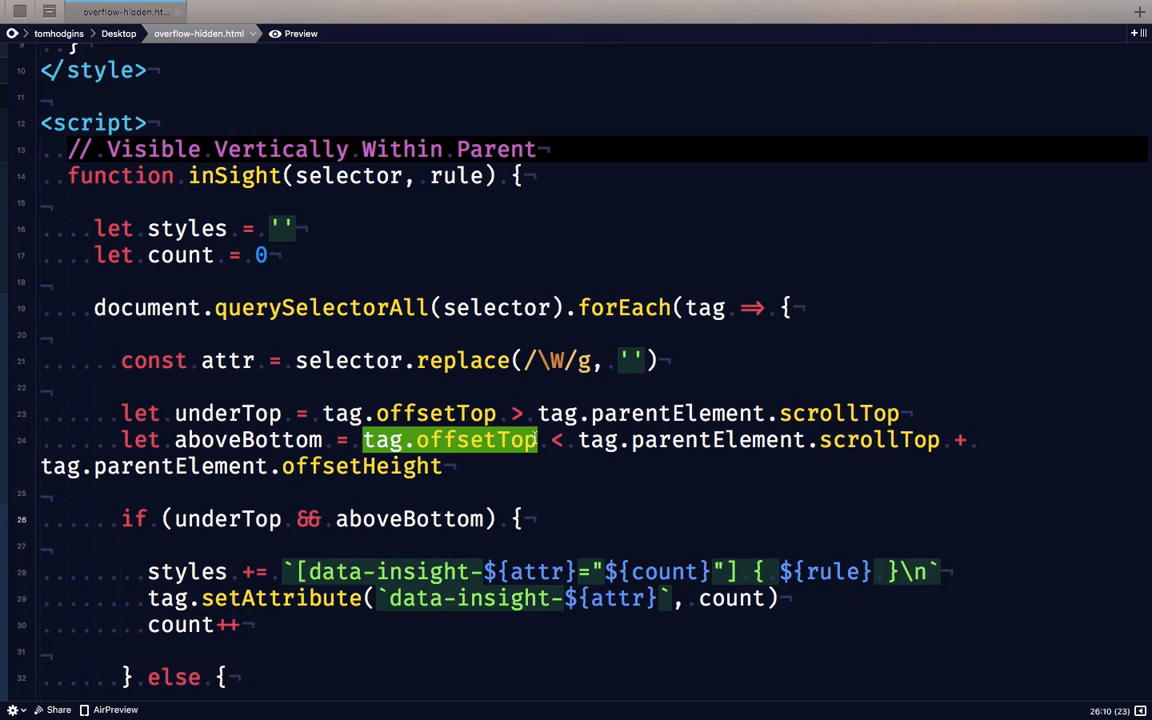 overflow-hidden.ht...
tomhodgins Desktop overflow-hidden.html Preview
9 }
10 </style>
11
12 <script>
13 // Visible Vertically Within Parent
14 function inSight(selector, rule) {
15
16 let styles = ''
17 let count = 0
18
19 document.querySelectorAll(selector).forEach(tag => {
20
21 const attr = selector.replace(/\W/g, '')
22
23 let underTop = tag.offsetTop > tag.parentElement.scrollTop
24 let aboveBottom = tag.offsetTop < tag.parentElement.scrollTop +
tag.parentElement.offsetHeight
25
26 if (underTop && aboveBottom) {
27
28 styles += `[data-insight-${attr}="${count}"] { ${rule} }\n`
29 tag.setAttribute(`data-insight-${attr}`, count)
30 count++
31
32 } else {
Share AirPreview 26:10 (23)